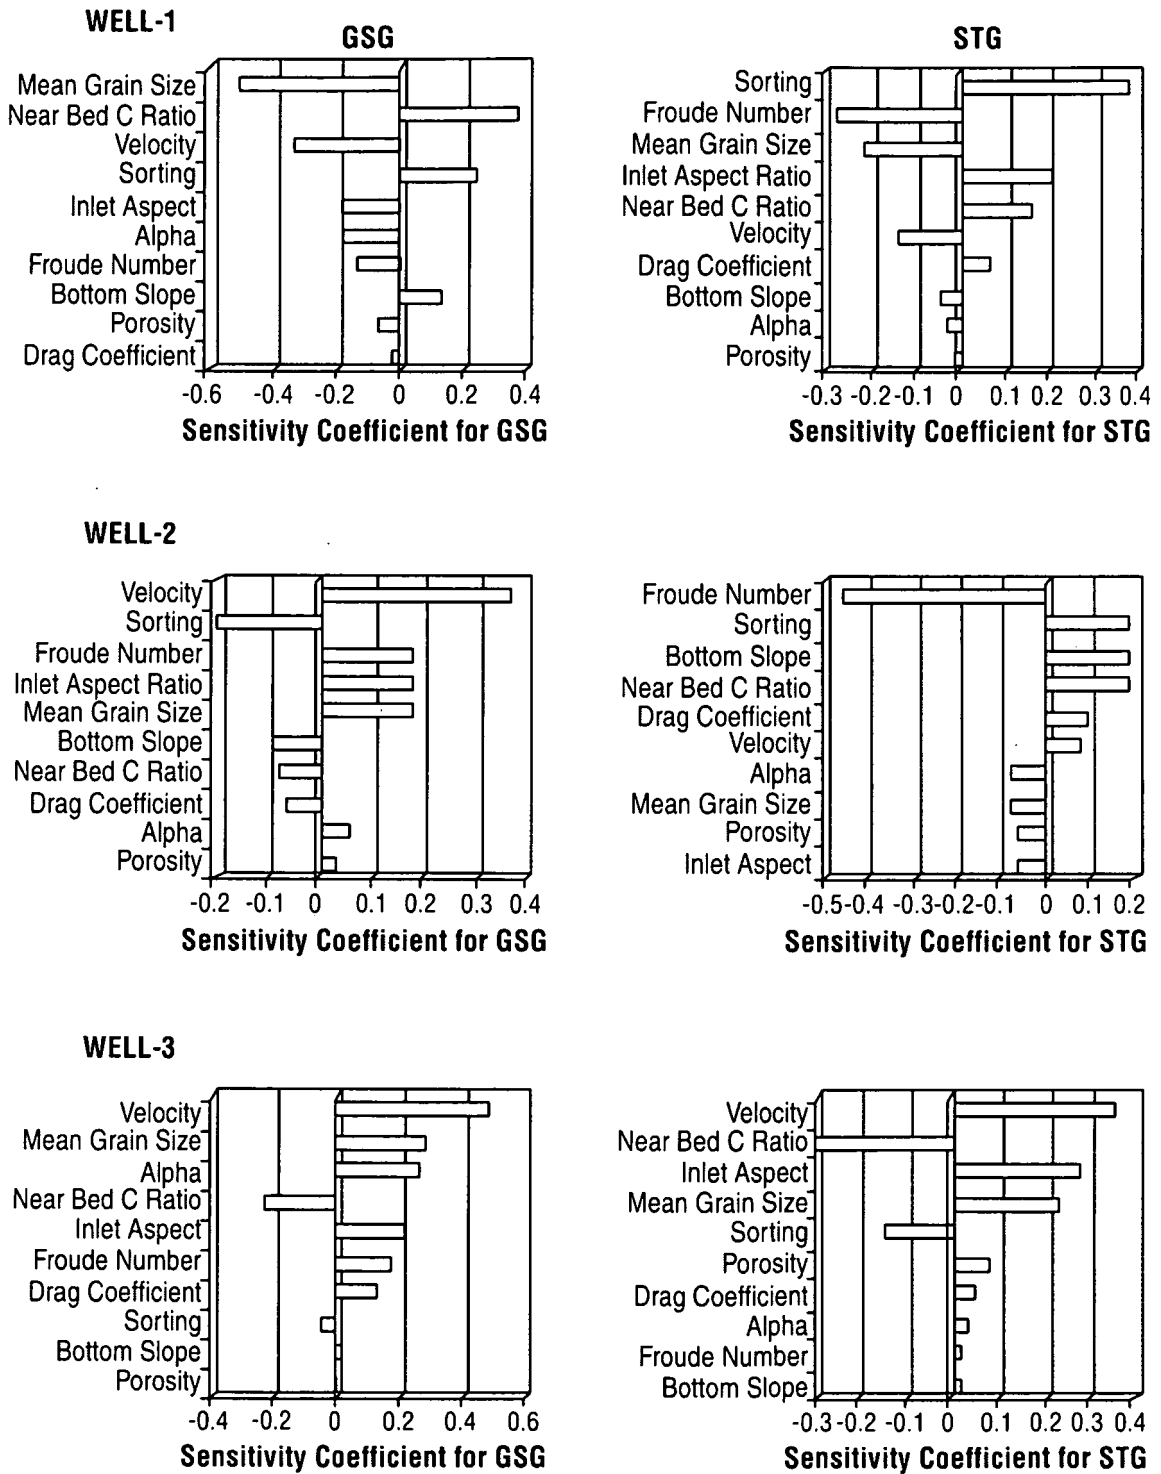 WELL-1
GSG
Mean Grain Size
Near Bed C Ratio
Velocity
Sorting
Inlet Aspect
Alpha
Froude Number
Bottom Slope
Porosity
Drag Coefficient
-0.6 -0.4 -0.2 0 0.2 0.4
Sensitivity Coefficient for GSG
STG
Sorting
Froude Number
Mean Grain Size
Inlet Aspect Ratio
Near Bed C Ratio
Velocity
Drag Coefficient
Bottom Slope
Alpha
Porosity
-0.3 -0.2 -0.1 0 0.1 0.2 0.3 0.4
Sensitivity Coefficient for STG
WELL-2
Velocity
Sorting
Froude Number
Inlet Aspect Ratio
Mean Grain Size
Bottom Slope
Near Bed C Ratio
Drag Coefficient
Alpha
Porosity
-0.2 -0.1 0 0.1 0.2 0.3 0.4
Sensitivity Coefficient for GSG
Froude Number
Sorting
Bottom Slope
Near Bed C Ratio
Drag Coefficient
Velocity
Alpha
Mean Grain Size
Porosity
Inlet Aspect
-0.5 -0.4 -0.3 -0.2 -0.1 0 0.1 0.2
Sensitivity Coefficient for STG
WELL-3
Velocity
Mean Grain Size
Alpha
Near Bed C Ratio
Inlet Aspect
Froude Number
Drag Coefficient
Sorting
Bottom Slope
Porosity
-0.4 -0.2 0 0.2 0.4 0.6
Sensitivity Coefficient for GSG
Velocity
Near Bed C Ratio
Inlet Aspect
Mean Grain Size
Sorting
Porosity
Drag Coefficient
Alpha
Froude Number
Bottom Slope
-0.3 -0.2 -0.1 0 0.1 0.2 0.3 0.4
Sensitivity Coefficient for STG